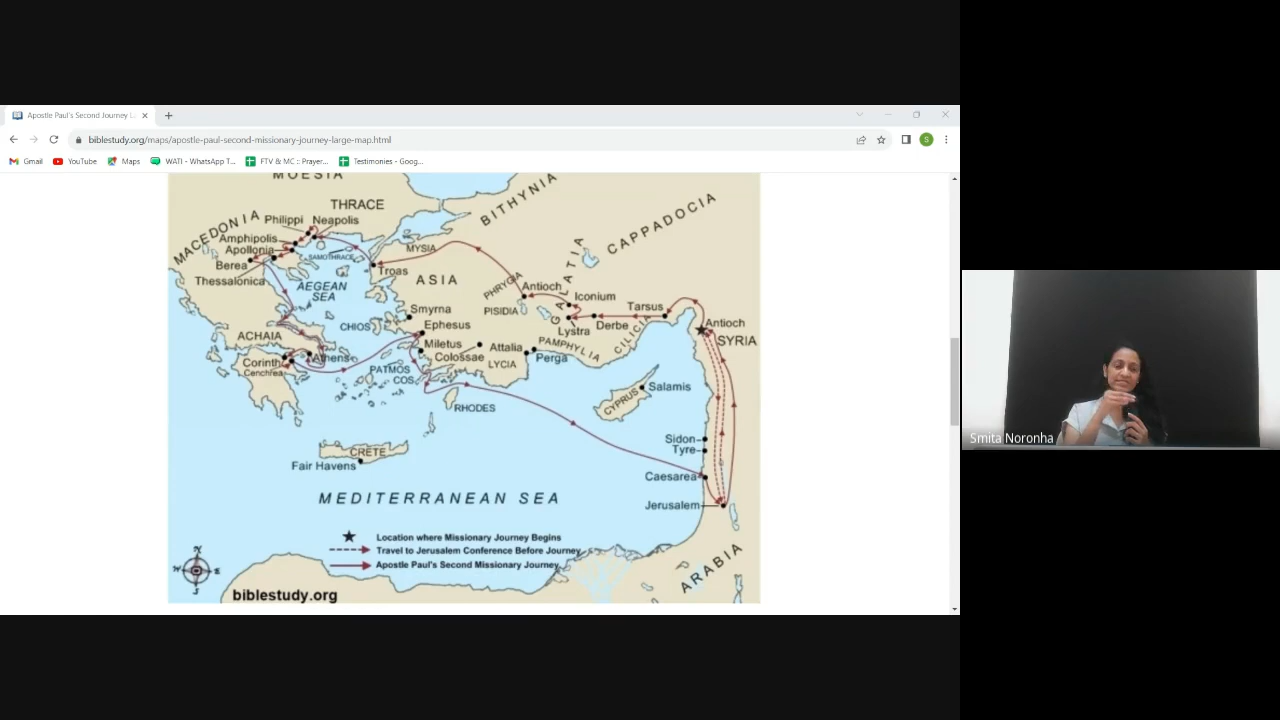 Apostle Paul's Second Journey L...
biblestudy.org/maps/apostle-paul-second-missionary-journey-large-map.html
S
Gmail
YouTube
Maps
WATI - WhatsApp T...
FTV & MC :: Prayer...
Testimonies - Goog...
MOESIA
THRACE
BITHYNIA
MACEDONIA
Philippi
Neapolis
CAPPADOCIA
Amphipolis
Apollonia
SAMOTHRACE
MYSIA
GALATIA
Berea
Troas
Thessalonica
ASIA
PHRYGIA
Antioch
AEGEAN
SEA
Iconium
PISIDIA
Tarsus
Smyrna
CHIOS
Ephesus
Lystra
Derbe
CILICIA
Antioch
SYRIA
ACHAIA
Miletus
Attalia
PAMPHYLIA
Athens
Colossae
Perga
Corinth
Cenchrea
PATMOS
COS
LYCIA
CYPRUS
Salamis
RHODES
Sidon
Tyre
CRETE
Fair Havens
Caesarea
MEDITERRANEAN SEA
Jerusalem
Location where Missionary Journey Begins
Travel to Jerusalem Conference Before Journey
Apostle Paul's Second Missionary Journey
ARABIA
N
W
E
S
biblestudy.org
Smita Noronha